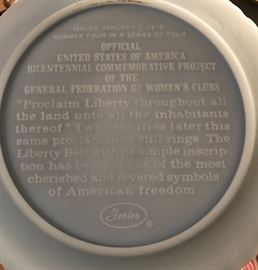 ISSUED JANUARY 1, 1976
NUMBER FOUR IN A SERIES OF FOUR
OFFICIAL
UNITED STATES OF AMERICA
BICENTENNIAL COMMEMORATIVE PROJECT
OF THE
GENERAL FEDERATION OF WOMEN'S CLUBS
"Proclaim Liberty throughout all
the land unto all the inhabitants
thereof" Two centuries later this
same proclamation still rings. The
Liberty Bell with its simple inscrip-
tion has become one of the most
cherished and revered symbols
of American freedom
Fenton
®